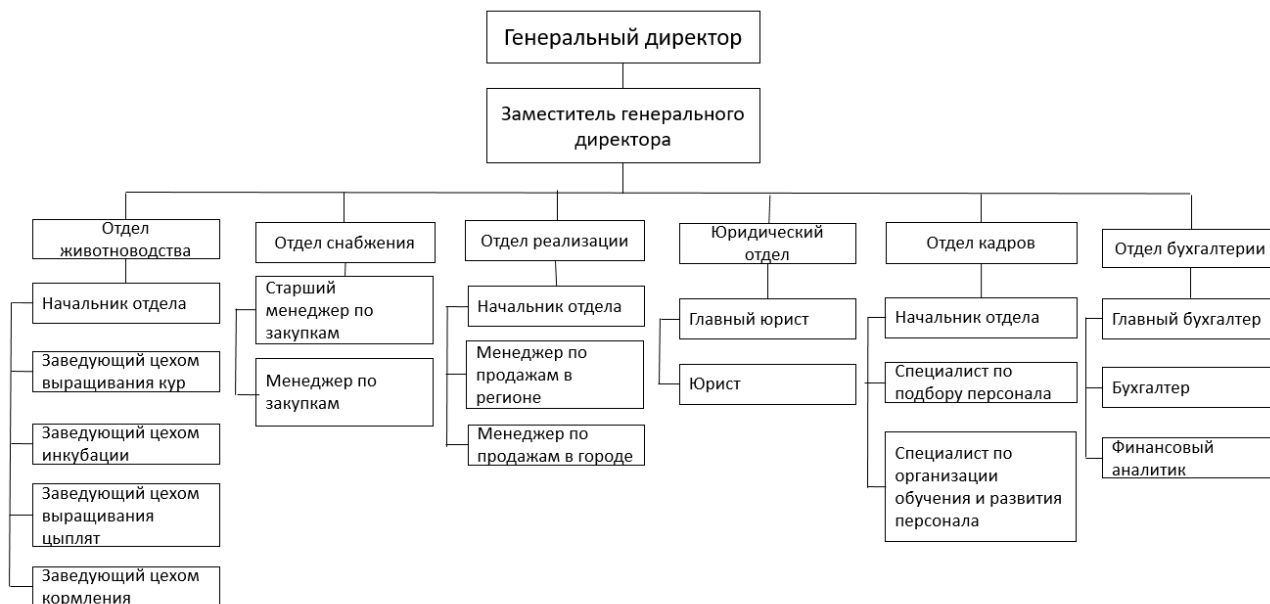 Генеральный директор
Заместитель генерального
директора
Отдел
животноводства
Начальник отдела
Заведующий цехом
выращивания кур
Заведующий цехом
инкубации
Заведующий цехом
выращивания
цыплят
Заведующий цехом
кормления
Отдел снабжения
Старший
менеджер по
закупкам
Менеджер по
закупкам
Отдел реализации
Начальник отдела
Менеджер по
продажам в
регионе
Менеджер по
продажам в городе
Юридический
отдел
Главный юрист
Юрист
Отдел кадров
Начальник отдела
Специалист по
подбору персонала
Специалист по
организации
обучения и развития
персонала
Отдел бухгалтерии
Главный бухгалтер
Бухгалтер
Финансовый
аналитик